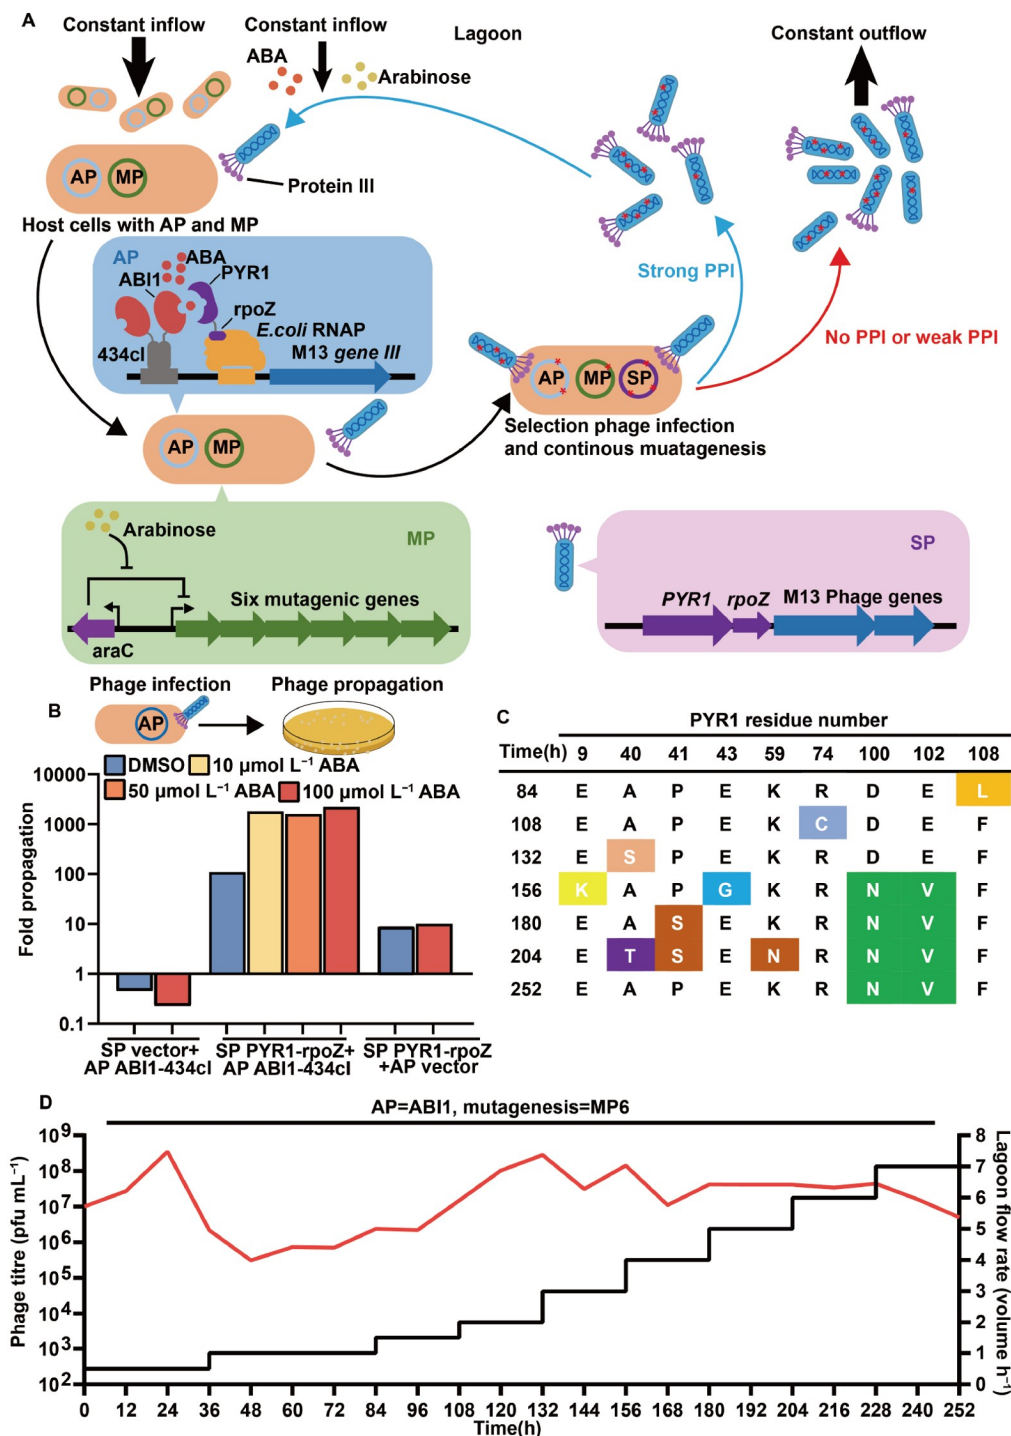 A
Constant inflow
Constant inflow
Lagoon
Constant outflow
ABA
Arabinose
AP
MP
Protein III
Host cells with AP and MP
AP
ABA
ABI1
PYR1
rpoZ
E.coli RNAP
434cI
M13 gene III
Strong PPI
No PPI or weak PPI
AP
MP
SP
Selection phage infection
and continous muatagenesis
AP
MP
Arabinose
MP
Six mutagenic genes
araC
SP
PYR1
rpoZ
M13 Phage genes
B
Phage infection
Phage propagation
AP
DMSO
10 μmol L⁻¹ ABA
50 μmol L⁻¹ ABA
100 μmol L⁻¹ ABA
Fold propagation
10000
1000
100
10
1
0.1
SP vector+
AP ABI1-434cI
SP PYR1-rpoZ+
AP ABI1-434cI
SP PYR1-rpoZ
+AP vector
C
PYR1 residue number
Time(h) 9 40 41 43 59 74 100 102 108
84 E A P E K R D E L
108 E A P E K C D E F
132 E S P E K R D E F
156 K A P G K R N V F
180 E A S E K R N V F
204 E T S E N R N V F
252 E A P E K R N V F
D
AP=ABI1, mutagenesis=MP6
Phage titre (pfu mL⁻¹)
10⁹
10⁸
10⁷
10⁶
10⁵
10⁴
10³
10²
8
7
6
5
4
3
2
1
0
Lagoon flow
rate (volume h⁻¹)
0 12 24 36 48 60 72 84 96 108 120 132 144 156 168 180 192 204 216 228 240 252
Time(h)